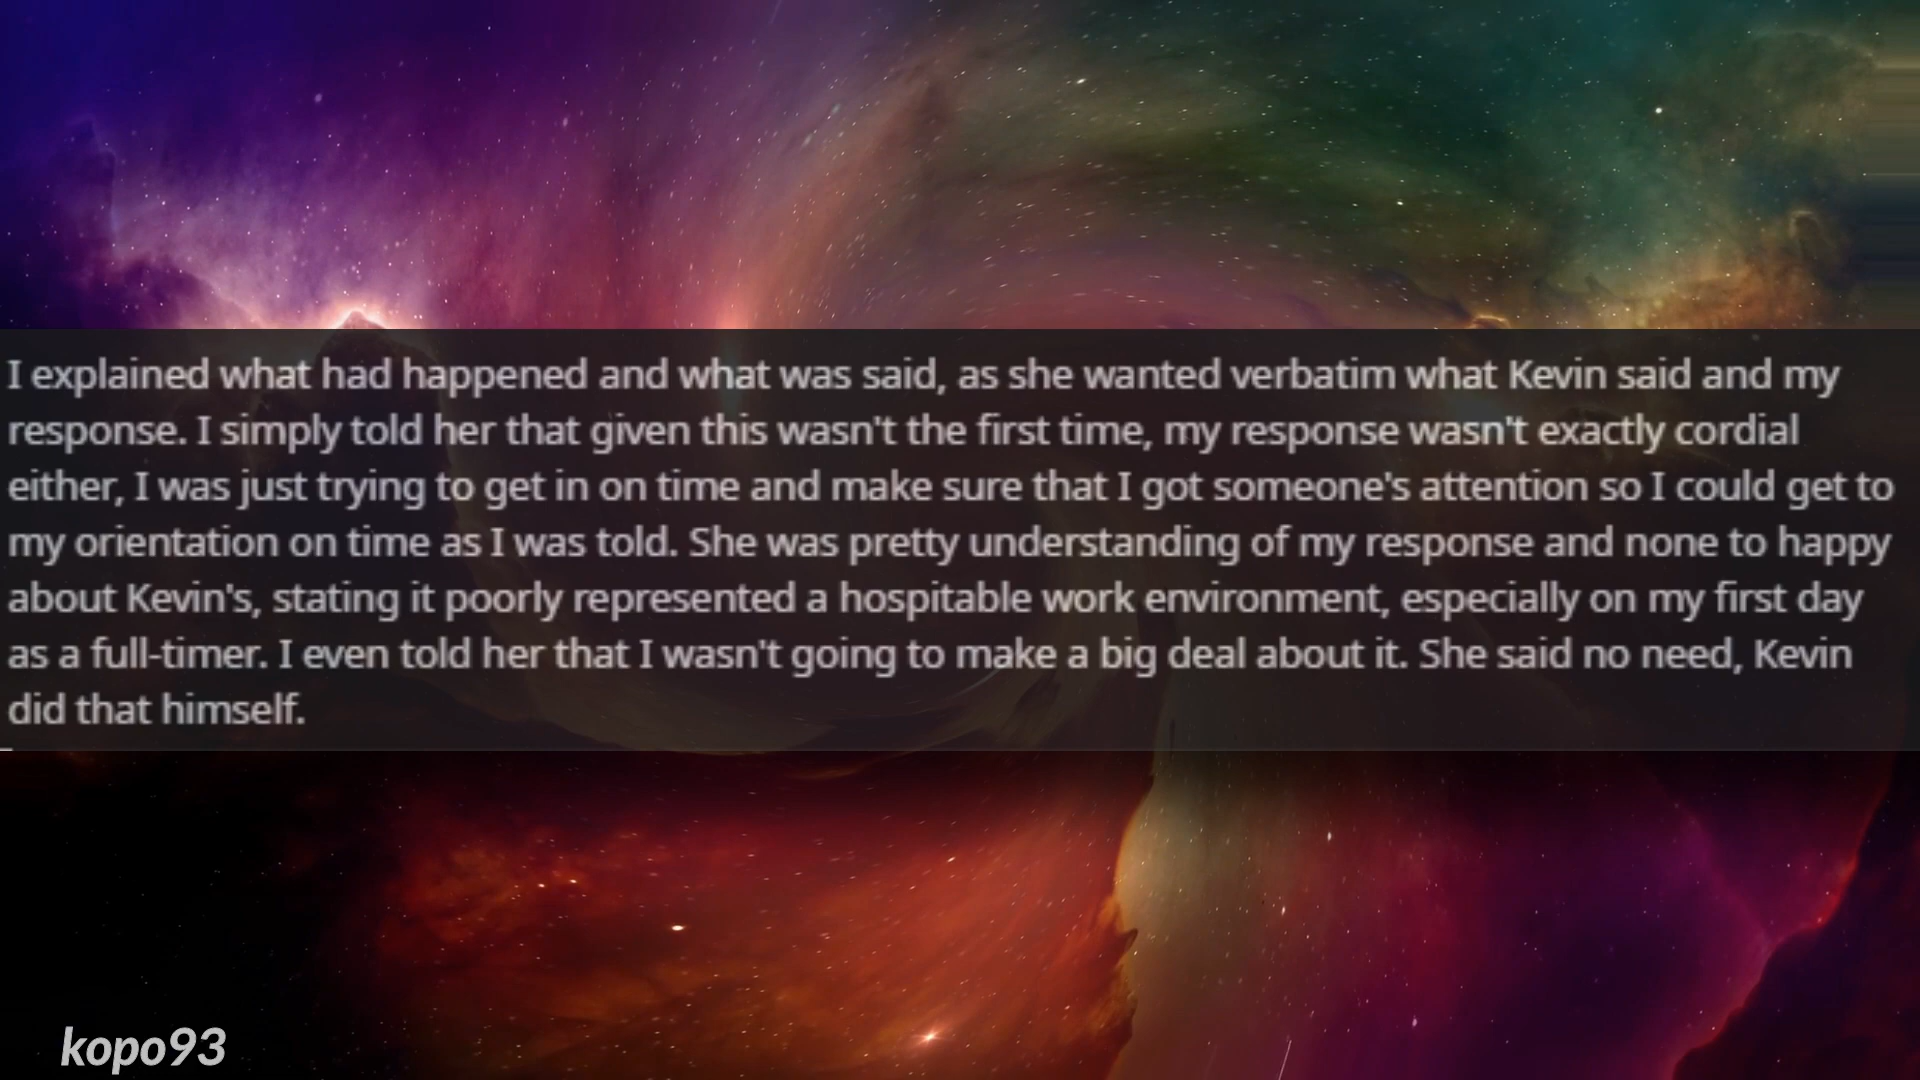 I explained what had happened and what was said, as she wanted verbatim what Kevin said and my
response. I simply told her that given this wasn't the first time, my response wasn't exactly cordial
either, I was just trying to get in on time and make sure that I got someone's attention so I could get to
my orientation on time as I was told. She was pretty understanding of my response and none to happy
about Kevin's, stating it poorly represented a hospitable work environment, especially on my first day
as a full-timer. I even told her that I wasn't going to make a big deal about it. She said no need, Kevin
did that himself.
kopo93